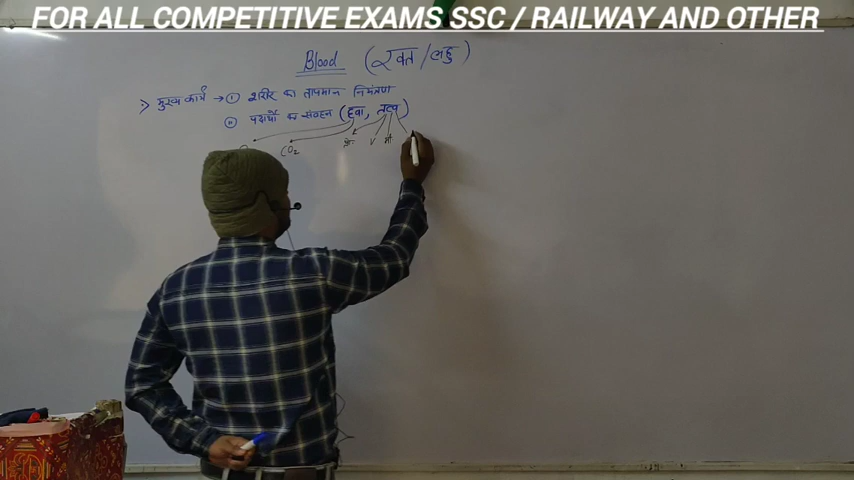 FOR ALL COMPETITIVE EXAMS SSC / RAILWAY AND OTHER
Blood (रक्त/लहु)
मुख्य कार्य → ① शरीर का तापमान नियंत्रण
② पदार्थों का संवहन (हवा, तत्व)
CO₂ प्रो. V मि.